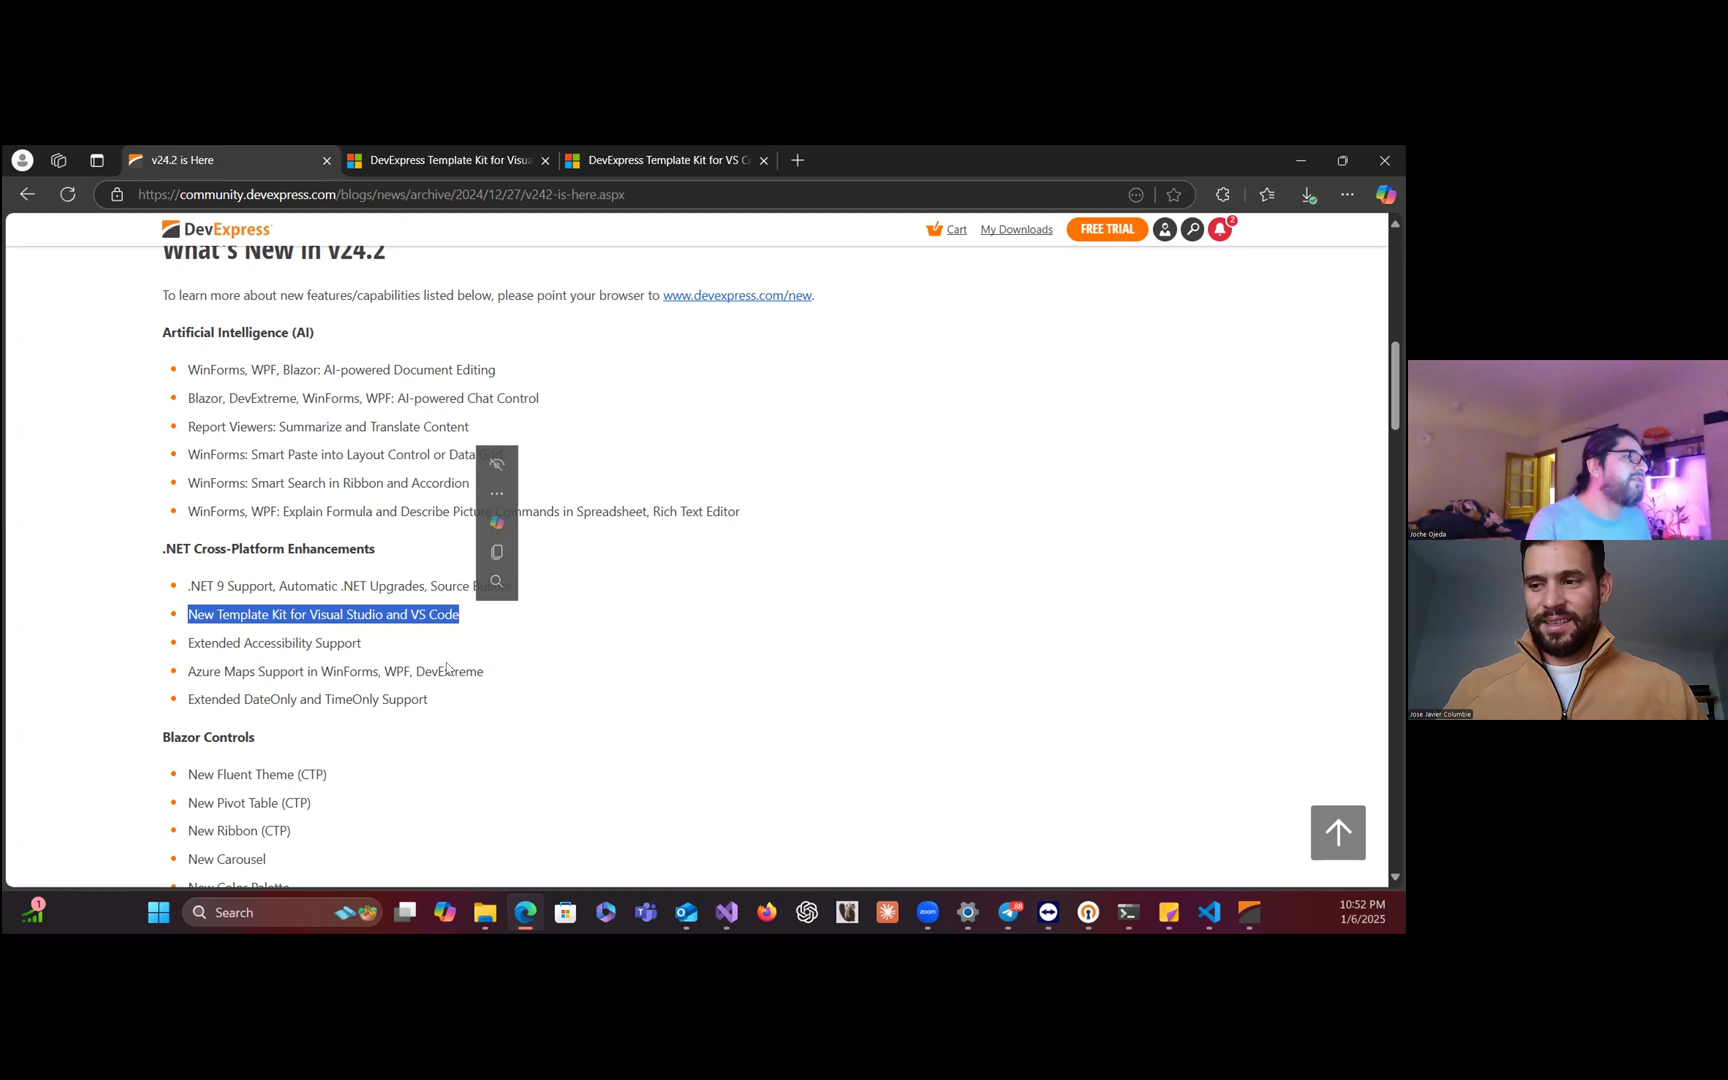 v24.2 is Here
DevExpress Template Kit for Visu
DevExpress Template Kit for VS C
https://community.devexpress.com/blogs/news/archive/2024/12/27/v242-is-here.aspx
DevExpress
Cart
My Downloads
FREE TRIAL
2
What's New in v24.2
To learn more about new features/capabilities listed below, please point your browser to www.devexpress.com/new.
Artificial Intelligence (AI)
WinForms, WPF, Blazor: AI-powered Document Editing
Blazor, DevExtreme, WinForms, WPF: AI-powered Chat Control
Report Viewers: Summarize and Translate Content
WinForms: Smart Paste into Layout Control or Data Grid
WinForms: Smart Search in Ribbon and Accordion
WinForms, WPF: Explain Formula and Describe Picture Commands in Spreadsheet, Rich Text Editor
.NET Cross-Platform Enhancements
.NET 9 Support, Automatic .NET Upgrades, Source
New Template Kit for Visual Studio and VS Code
Extended Accessibility Support
Azure Maps Support in WinForms, WPF, DevExtreme
Extended DateOnly and TimeOnly Support
Blazor Controls
New Fluent Theme (CTP)
New Pivot Table (CTP)
New Ribbon (CTP)
New Carousel
New Color Palette
Joche Ojeda
Jose Javier Columbie
1
Search
zoom
88
10:52 PM
1/6/2025